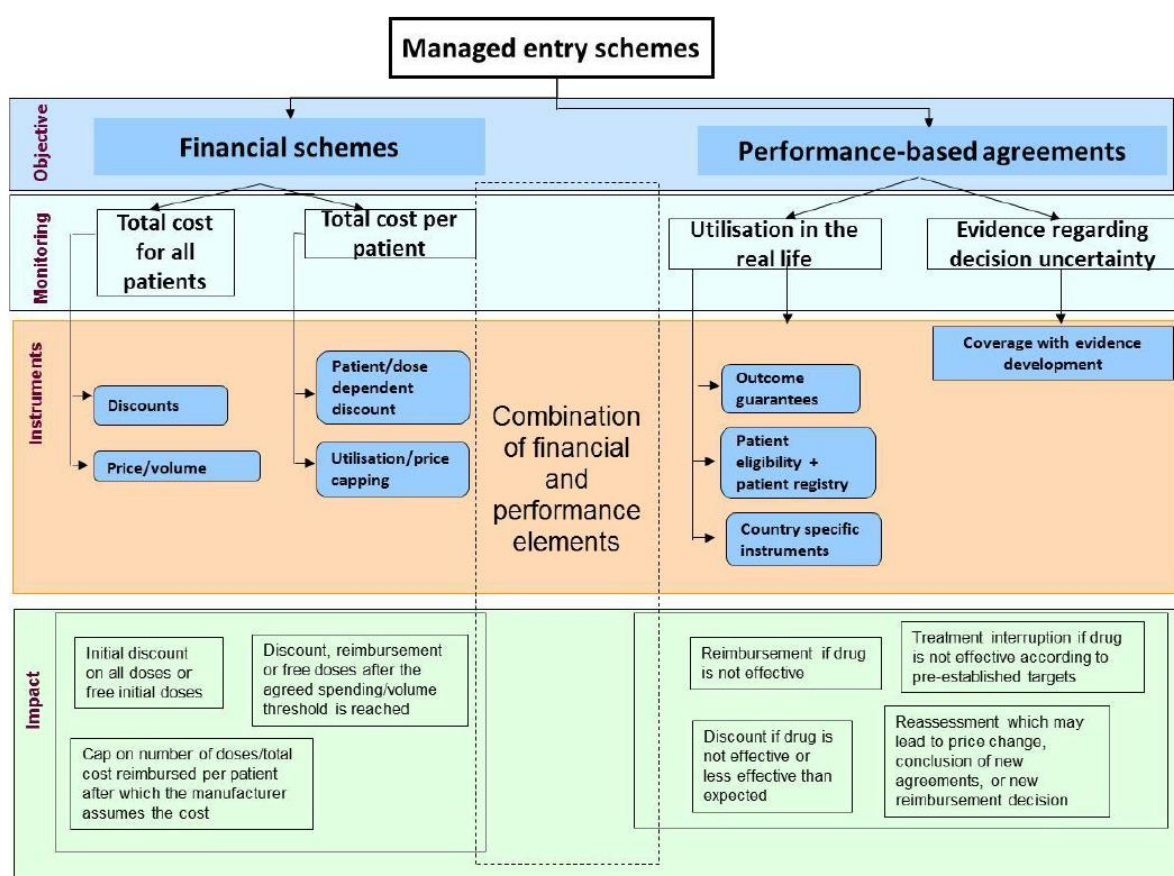 Managed entry schemes
Objective
Financial schemes
Performance-based agreements
Monitoring
Total cost
for all
patients
Total cost per
patient
Utilisation in the
real life
Evidence regarding
decision uncertainty
Instruments
Discounts
Price/volume
Patient/dose
dependent
discount
Utilisation/price
capping
Combination
of financial
and
performance
elements
Outcome
guarantees
Patient
eligibility +
patient registry
Country specific
instruments
Coverage with evidence
development
Impact
Initial discount
on all doses or
free initial doses
Discount, reimbursement
or free doses after the
agreed spending/volume
threshold is reached
Cap on number of doses/total
cost reimbursed per patient
after which the manufacturer
assumes the cost
Reimbursement if drug
is not effective
Treatment interruption if drug
is not effective according to
pre-established targets
Discount if drug is
not effective or
less effective than
expected
Reassessment which may
lead to price change,
conclusion of new
agreements, or new
reimbursement decision